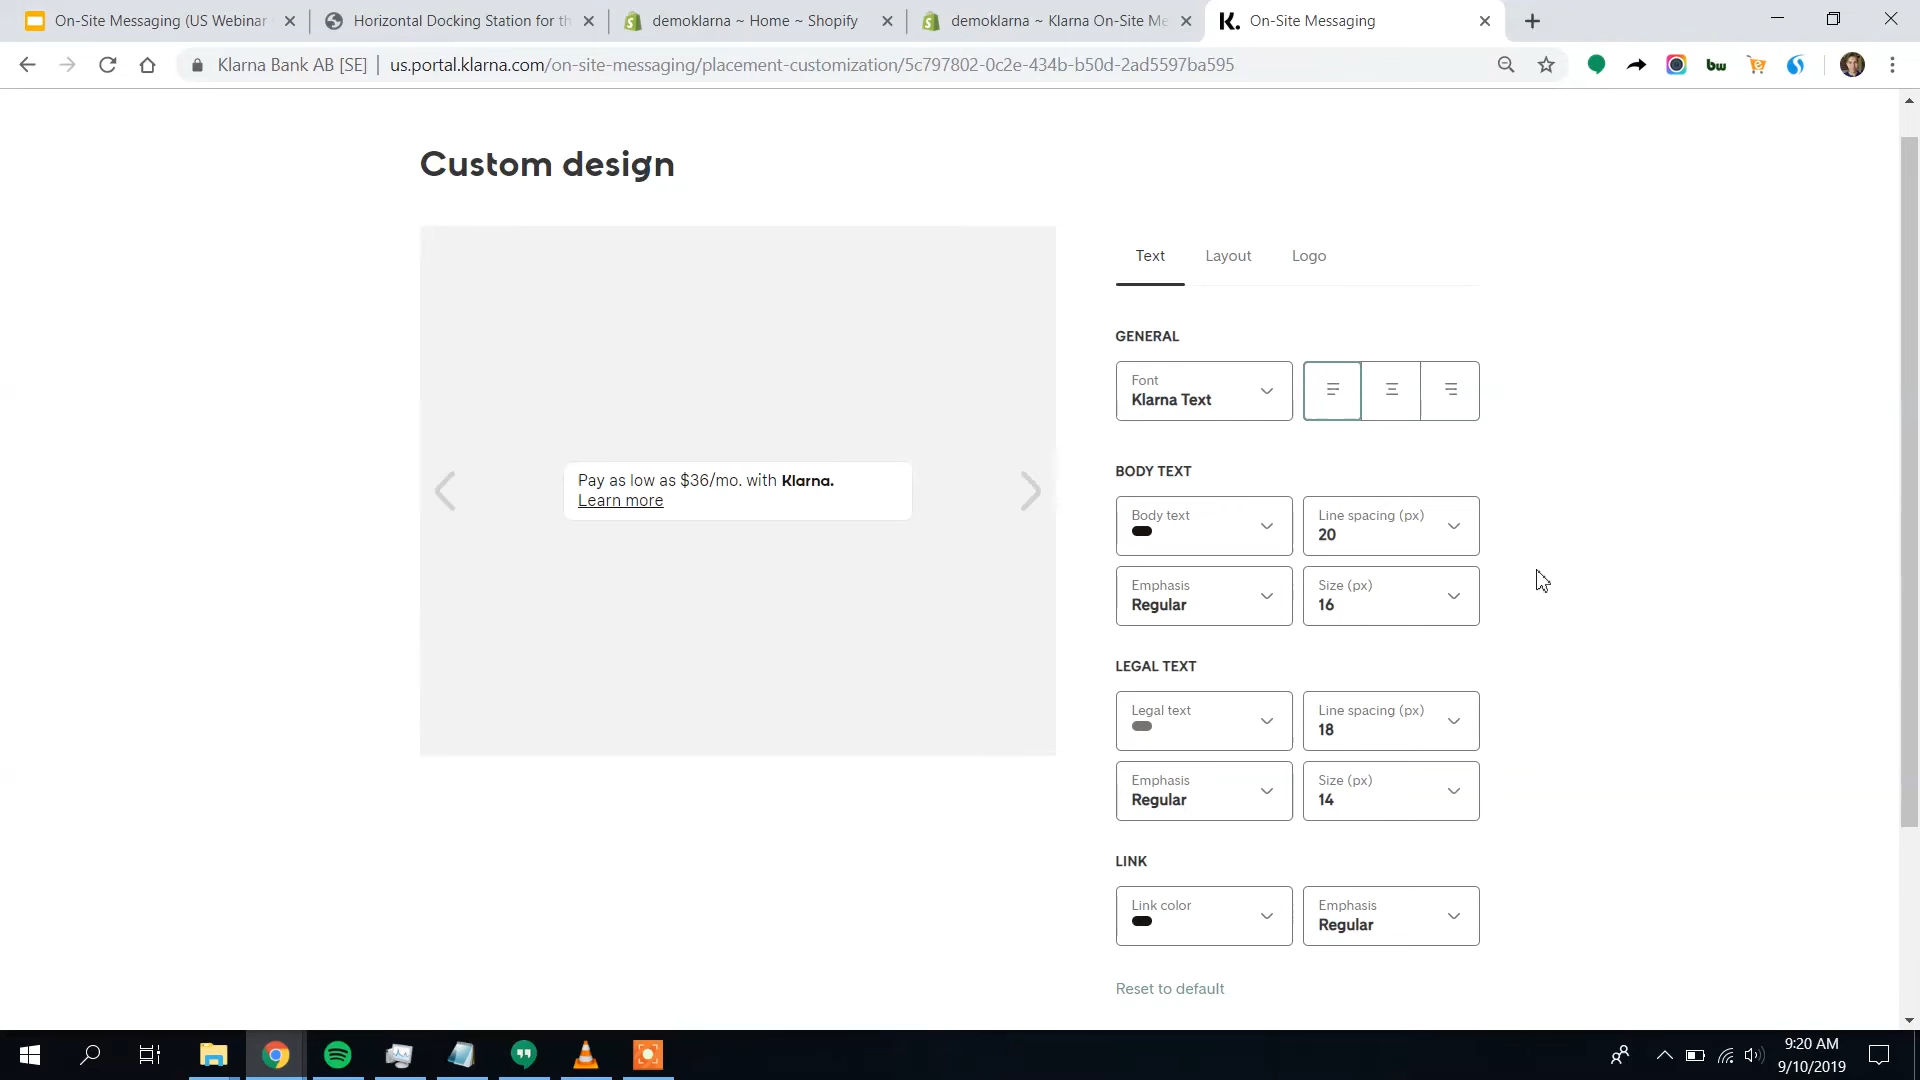 On-Site Messaging (US Webinar
Horizontal Docking Station for th
demoklarna ~ Home ~ Shopify
demoklarna ~ Klarna On-Site Me
K.
On-Site Messaging
Klarna Bank AB [SE]
us.portal.klarna.com/on-site-messaging/placement-customization/5c797802-0c2e-434b-b50d-2ad5597ba595
bw
Custom design
Text
Layout
Logo
GENERAL
Font
Klarna Text
Pay as low as $36/mo. with Klarna.
Learn more
BODY TEXT
Body text
Line spacing (px)
20
Emphasis
Regular
Size (px)
16
LEGAL TEXT
Legal text
Line spacing (px)
18
Emphasis
Regular
Size (px)
14
LINK
Link color
Emphasis
Regular
Reset to default
9:20 AM
9/10/2019